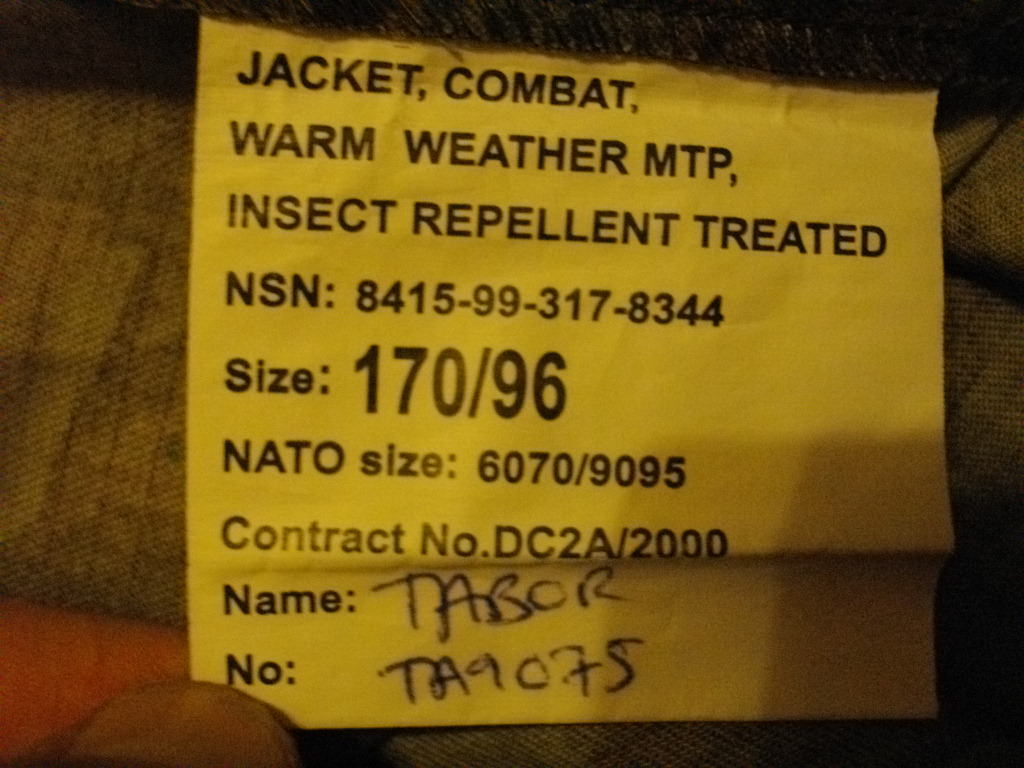 JACKET, COMBAT,
WARM WEATHER MTP,
INSECT REPELLENT TREATED
NSN: 8415-99-317-8344
Size: 170/96
NATO size: 6070/9095
Contract No.DC2A/2000
Name: TABOR
No: TA9075